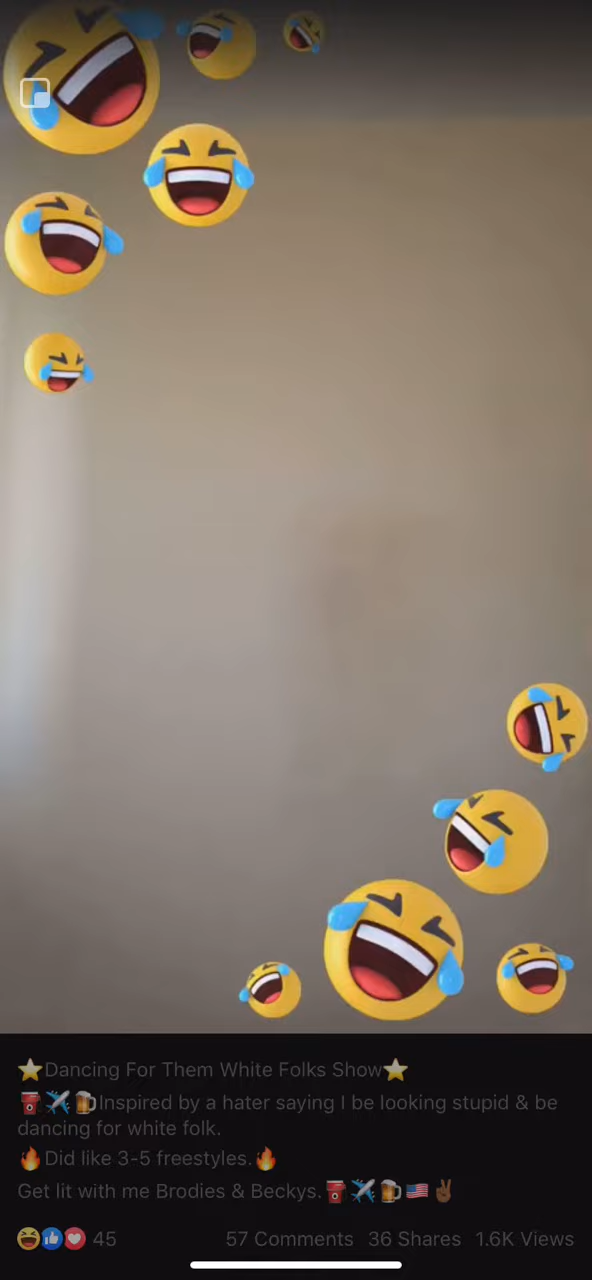 ⭐Dancing For Them White Folks Show⭐
🥤✈️🍺Inspired by a hater saying I be looking stupid & be
dancing for white folk.
🔥Did like 3-5 freestyles.🔥
Get lit with me Brodies & Beckys.🥤✈️🍺🇺🇸✌🏾
45 57 Comments 36 Shares 1.6K Views